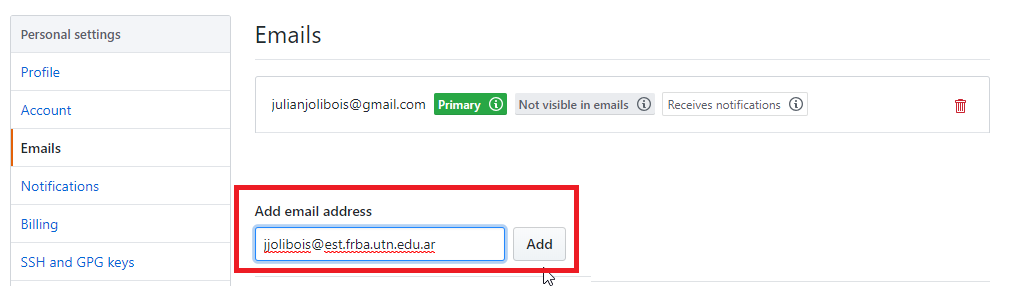 Personal settings
Profile
Account
Emails
Notifications
Billing
SSH and GPG keys
Emails
julianjolibois@gmail.com Primary Not visible in emails Receives notifications
Add email address
jjolibois@est.frba.utn.edu.ar Add